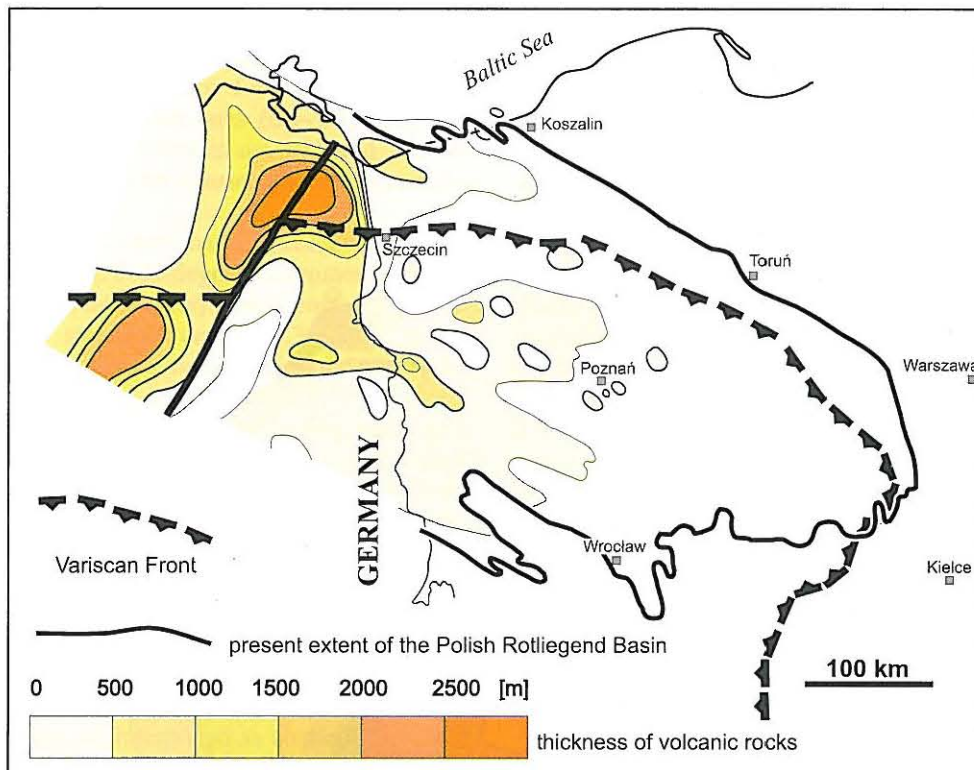 Baltic Sea
Koszalin
Szczecin
Toruń
Warszawa
Poznań
GERMANY
Wrocław
Kielce
Variscan Front
present extent of the Polish Rotliegend Basin
100 km
0 500 1000 1500 2000 2500 [m]
thickness of volcanic rocks